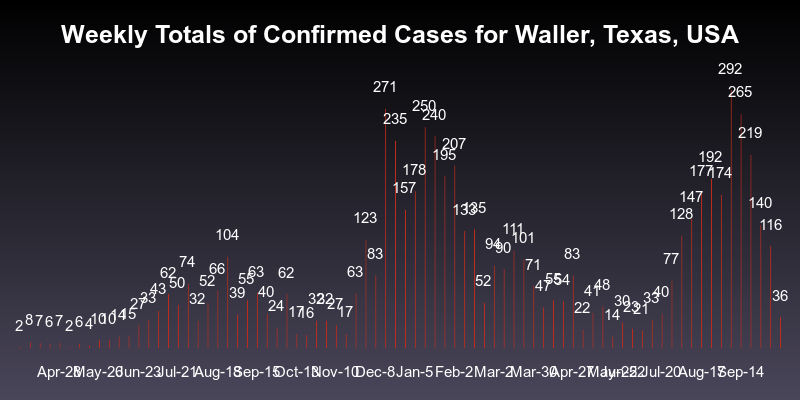 Weekly Totals of Confirmed Cases for Waller, Texas, USA
2 8 7 6 7 2 6 4 10 10 14 15 27 33 43 62 50 74 32 52 66 104 39 55 63 40 24 62 17 16 32 32 27 17 63 123 83 271 235 157 178 250 240 195 207 133 135 52 94 90 111 101 71 47 55 54 83 22 41 48 14 30 23 21 33 40 77 128 147 177 192 174 292 265 219 140 116 36
Apr-28 May-26 Jun-23 Jul-21 Aug-18 Sep-15 Oct-13 Nov-10 Dec-8 Jan-5 Feb-2 Mar-2 Mar-30 Apr-27 May-25 Jun-22 Jul-20 Aug-17 Sep-14